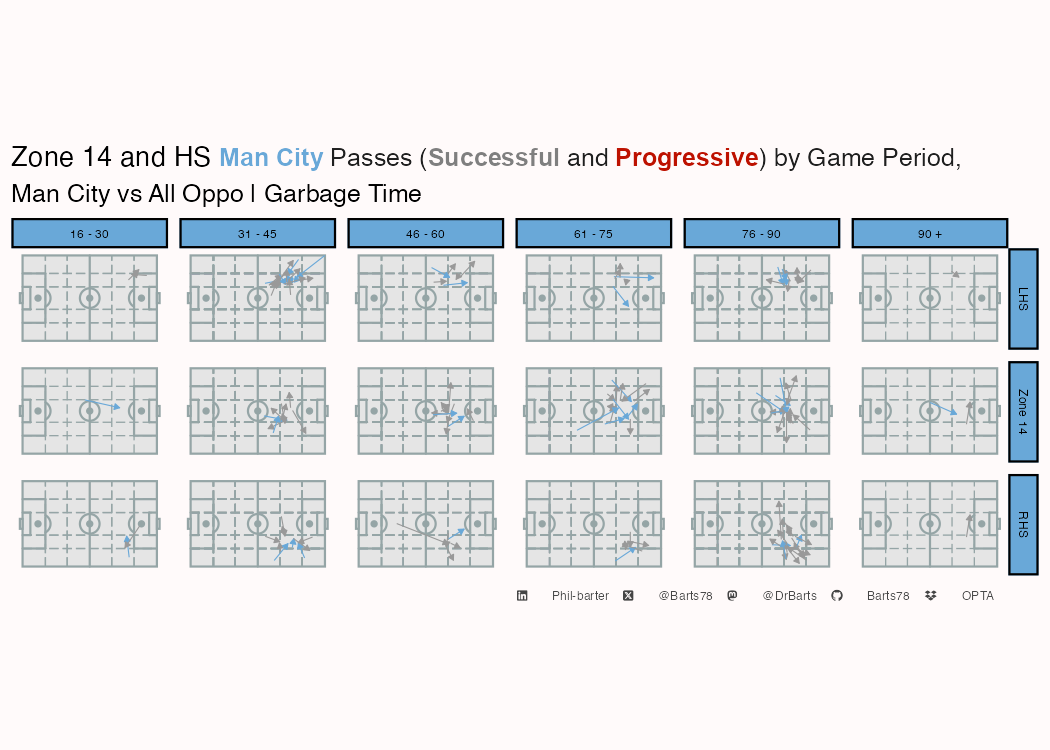 Zone 14 and HS Man City Passes (Successful and Progressive) by Game Period,
Man City vs All Oppo | Garbage Time
16 - 30
31 - 45
46 - 60
61 - 75
76 - 90
90 +
LHS
Zone 14
RHS
Phil-barter @Barts78 @DrBarts Barts78 OPTA